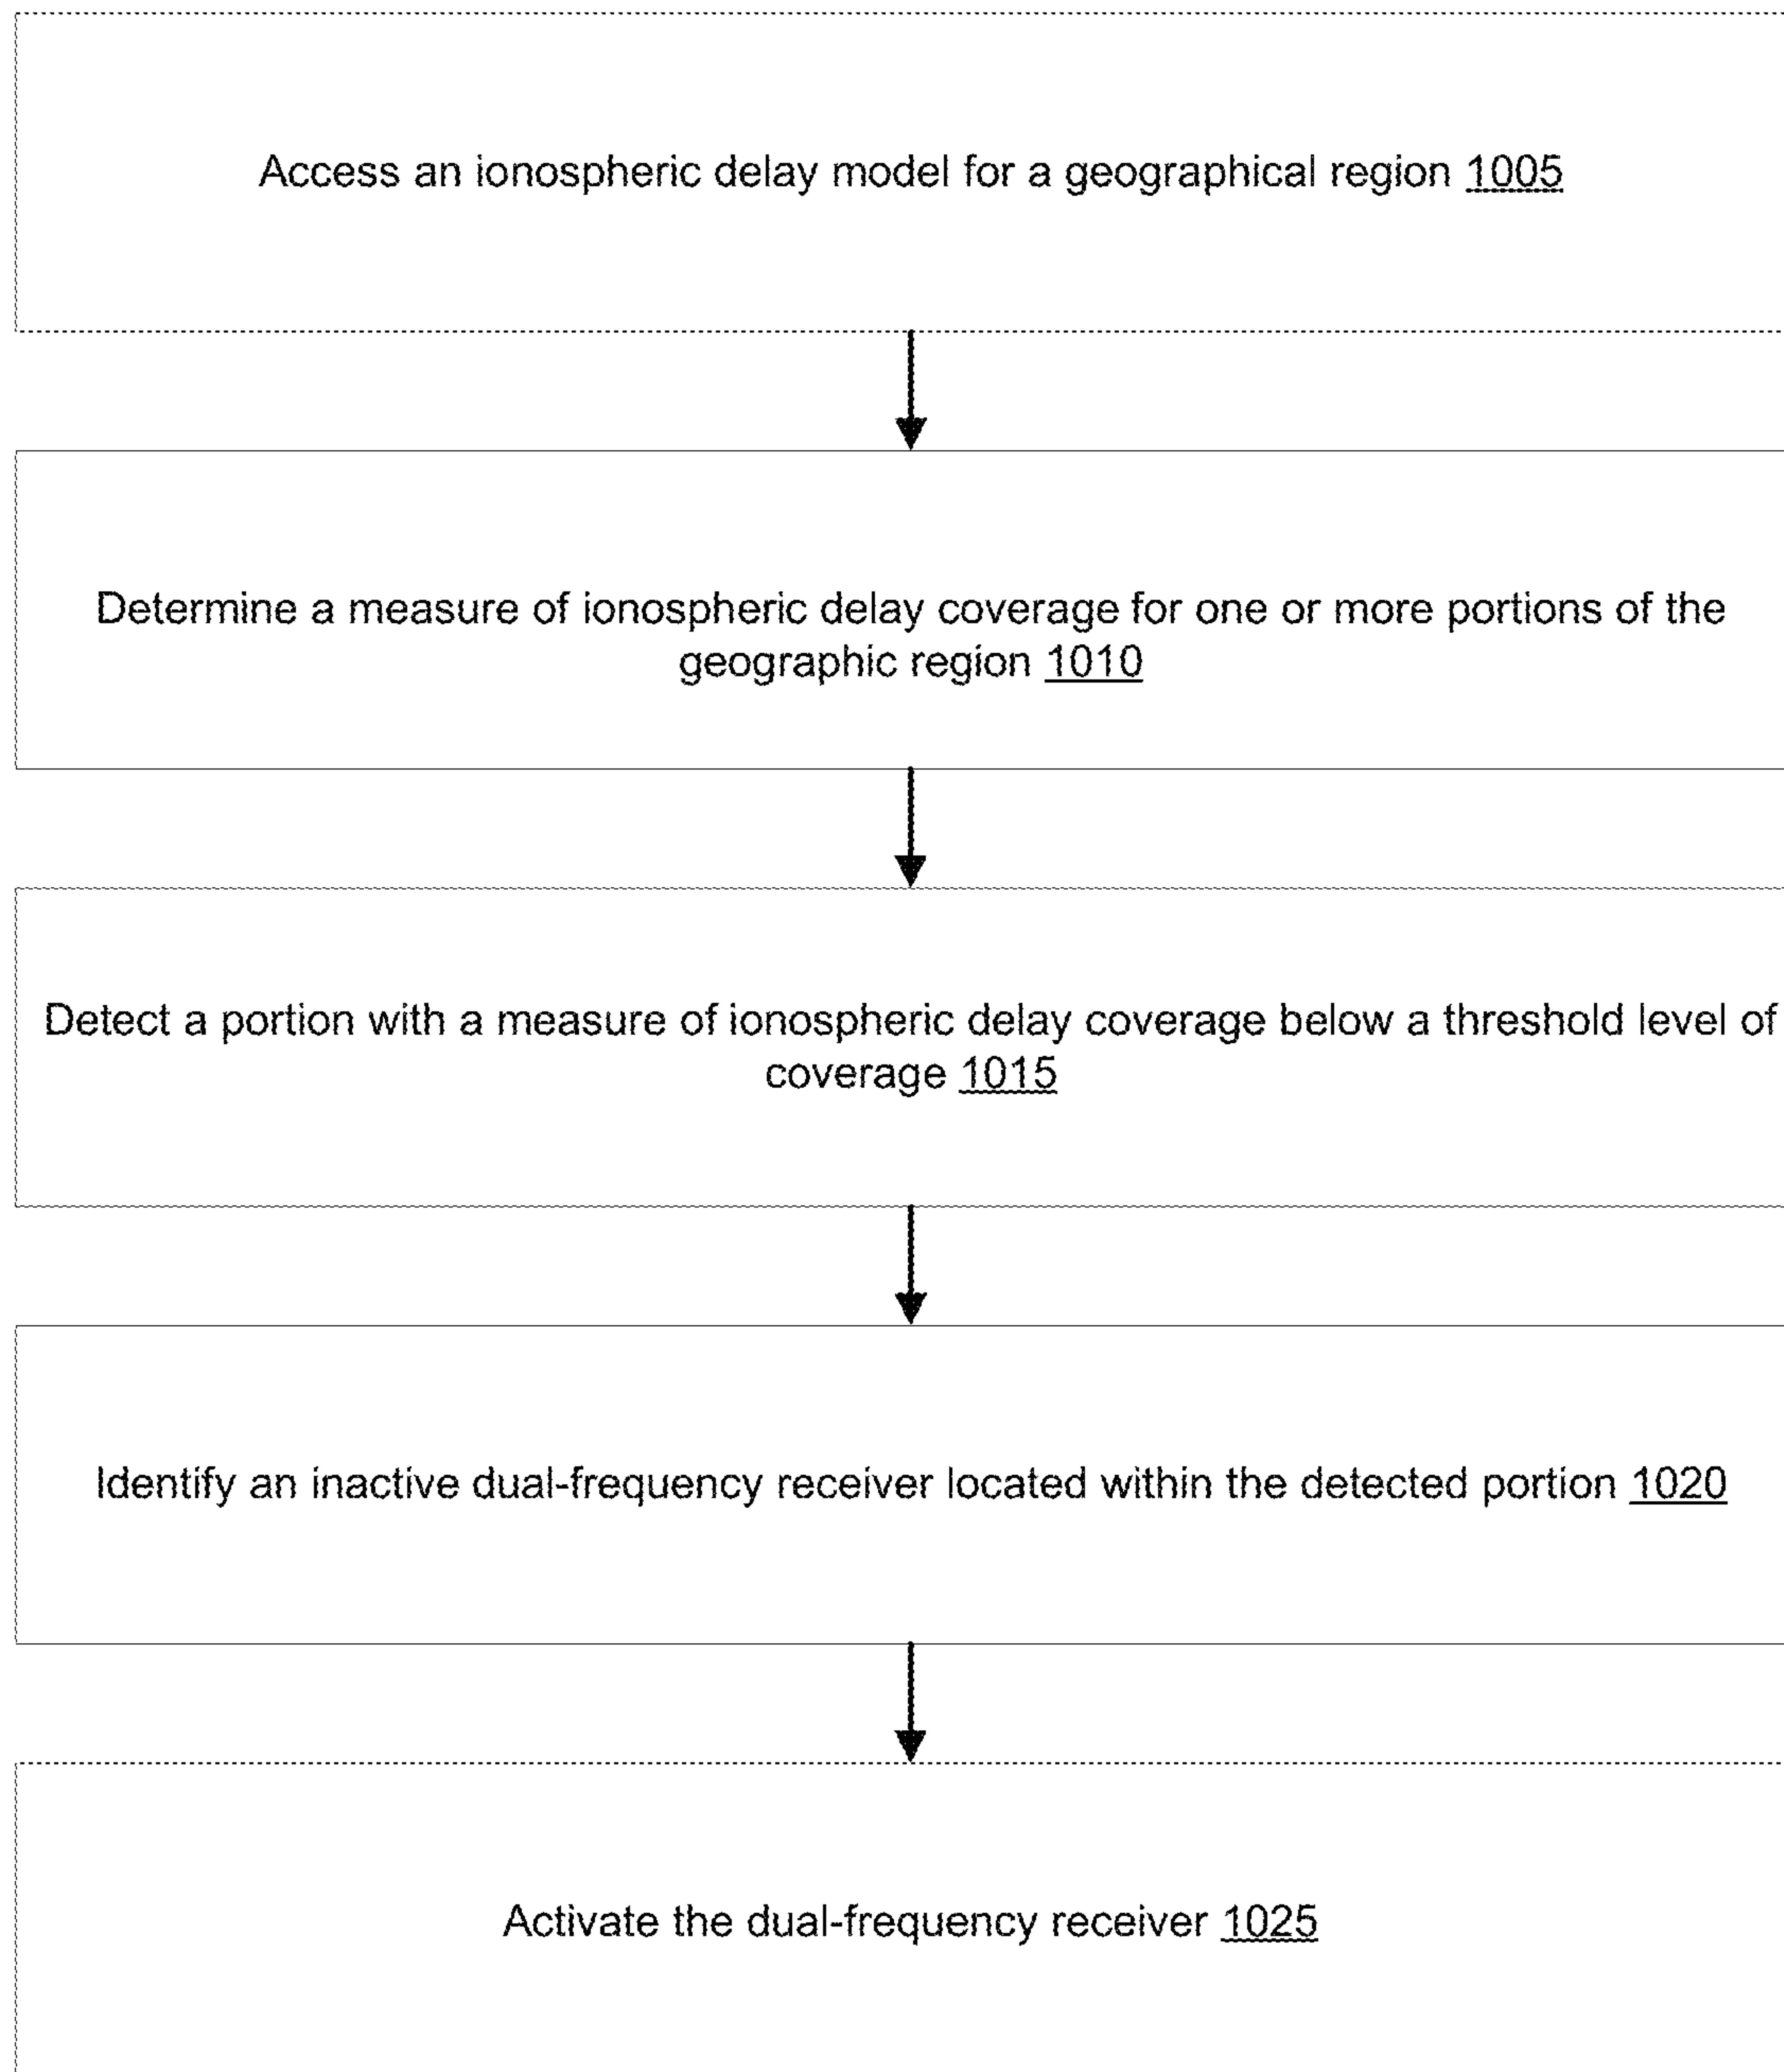 Access an ionospheric delay model for a geographical region 1005
Determine a measure of ionospheric delay coverage for one or more portions of the
geographic region 1010
Detect a portion with a measure of ionospheric delay coverage below a threshold level of
coverage 1015
Identify an inactive dual-frequency receiver located within the detected portion 1020
Activate the dual-frequency receiver 1025